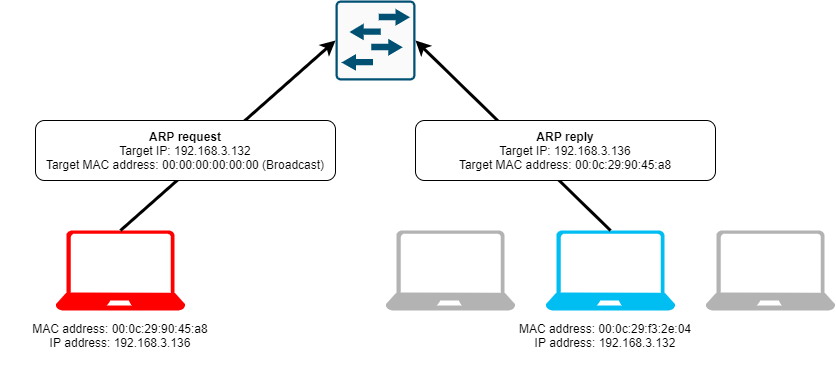 ARP request
Target IP: 192.168.3.132
Target MAC address: 00:00:00:00:00:00 (Broadcast)
ARP reply
Target IP: 192.168.3.136
Target MAC address: 00:0c:29:90:45:a8
MAC address: 00:0c:29:90:45:a8
IP address: 192.168.3.136
MAC address: 00:0c:29:f3:2e:04
IP address: 192.168.3.132